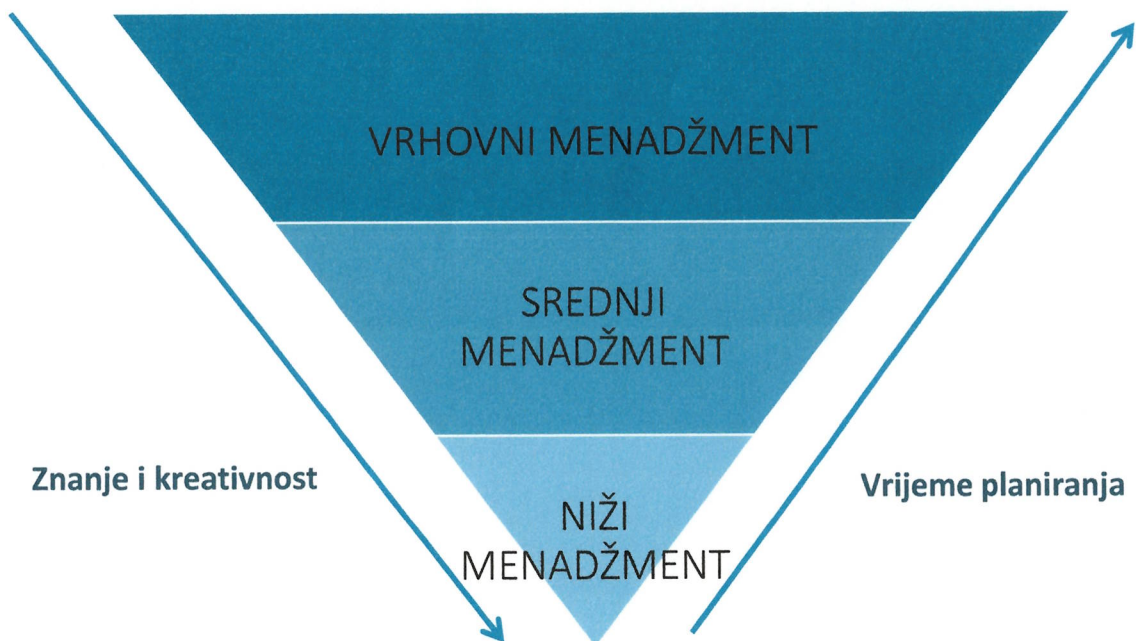 VRHOVNI MENADŽMENT
SREDNJI
MENADŽMENT
Znanje i kreativnost
Vrijeme planiranja
NIŽI
MENADŽMENT